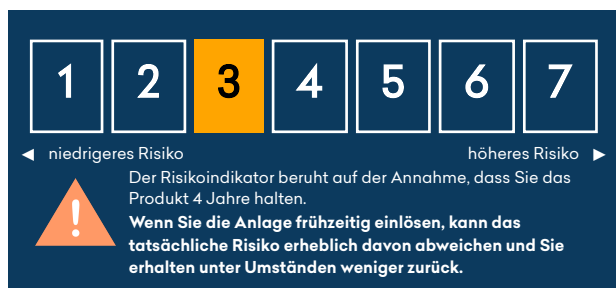 1 2 3 4 5 6 7
◄ niedrigeres Risiko höheres Risiko ►
Der Risikoindikator beruht auf der Annahme, dass Sie das
Produkt 4 Jahre halten.
!
Wenn Sie die Anlage frühzeitig einlösen, kann das
tatsächliche Risiko erheblich davon abweichen und Sie
erhalten unter Umständen weniger zurück.